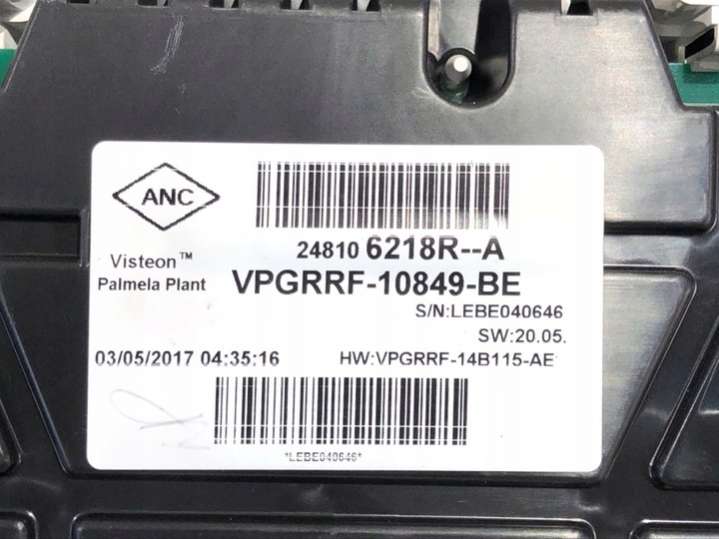 ANC
24810 6218R--A
Visteon™
Palmela Plant
VPGRRF-10849-BE
S/N:LEBE040646
SW:20.05.
03/05/2017 04:35:16
HW:VPGRRF-14B115-AE
*LEBE040646*